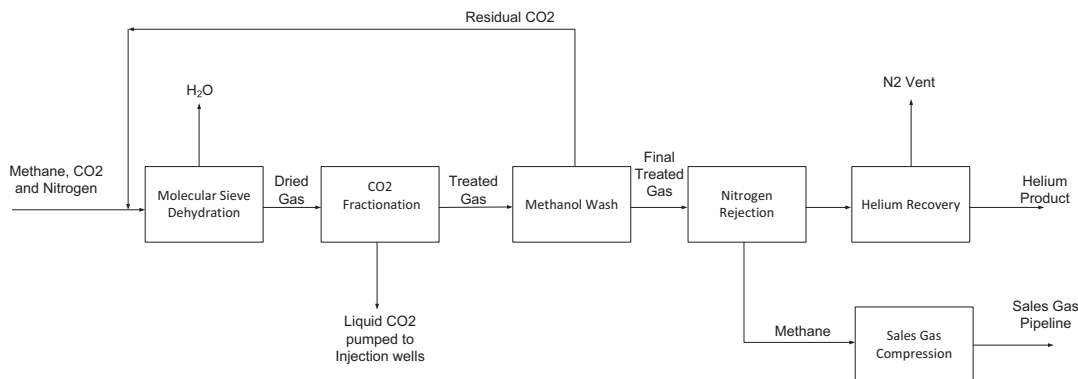 Residual CO2
N2 Vent
H₂O
Methane, CO2
and Nitrogen
Molecular Sieve
Dehydration
Dried
Gas
CO2
Fractionation
Treated
Gas
Methanol Wash
Final
Treated
Gas
Nitrogen
Rejection
Helium Recovery
Helium
Product
Liquid CO2
pumped to
Injection wells
Methane
Sales Gas
Compression
Sales Gas
Pipeline